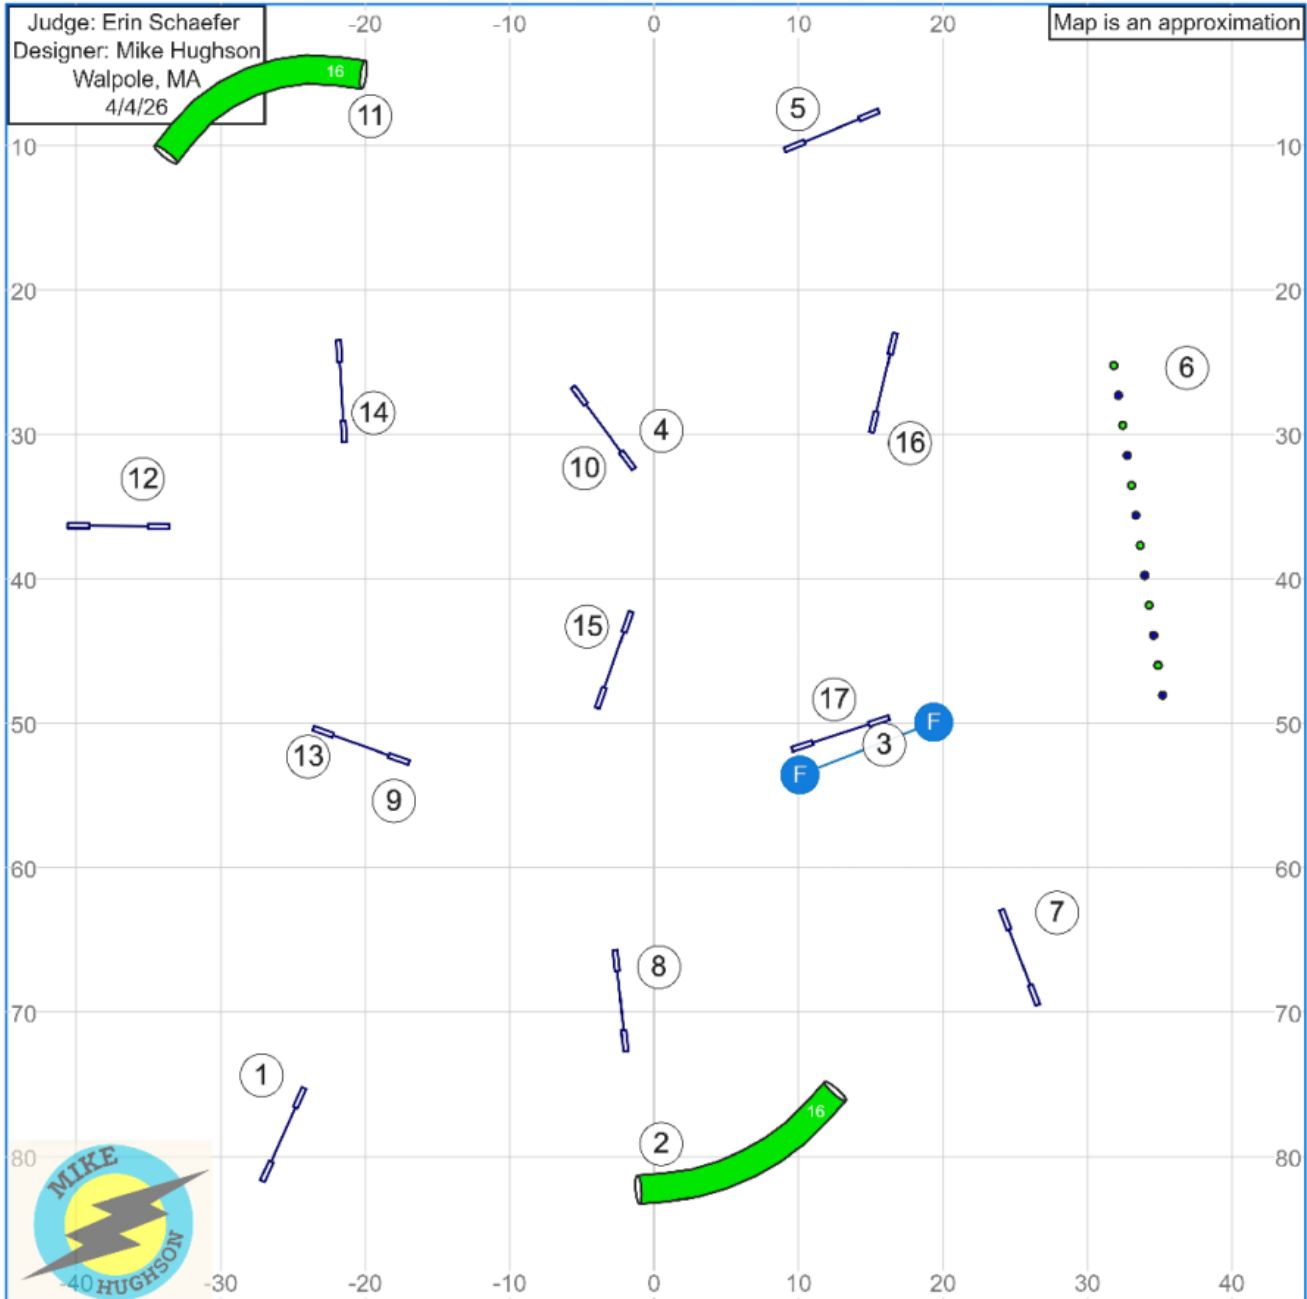 Judge: Erin Schaefer
Designer: Mike Hughson
Walpole, MA
4/4/26
-20 -10 0 10 20
Map is an approximation
16
11
5
10 10
20 20
6
14
4
16
30 30
10
12
40 40
15
17
50 50
F
3
13
F
9
60 60
7
8
70 70
1
16
2
80 80
MIKE
HUGHSON
-40 -30 -20 -10 0 10 20 30 40